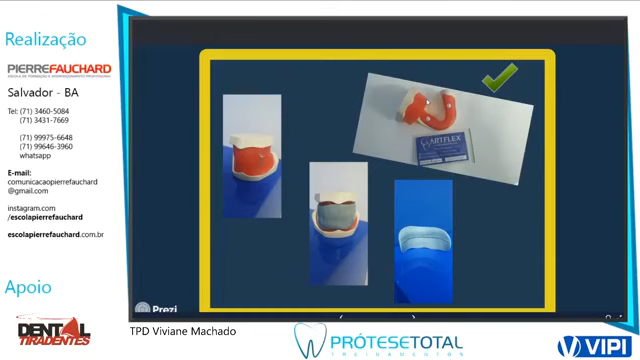 Realização
PIERREFAUCHARD
Salvador - BA
Tel: (71) 3460-5084
(71) 3431-7669
(71) 99975-6648
(71) 99646-3960
whatsapp
E-mail:
comunicacaopierrefauchard
@gmail.com
instagram.com
/escolapierrefauchard
escolapierrefauchard.com.br
Apoio
DENTAL
TIRADENTES
ARTFLEX
Prezi
TPD Viviane Machado
PRÓTESETOTAL
TREINAMENTOS
VIPI